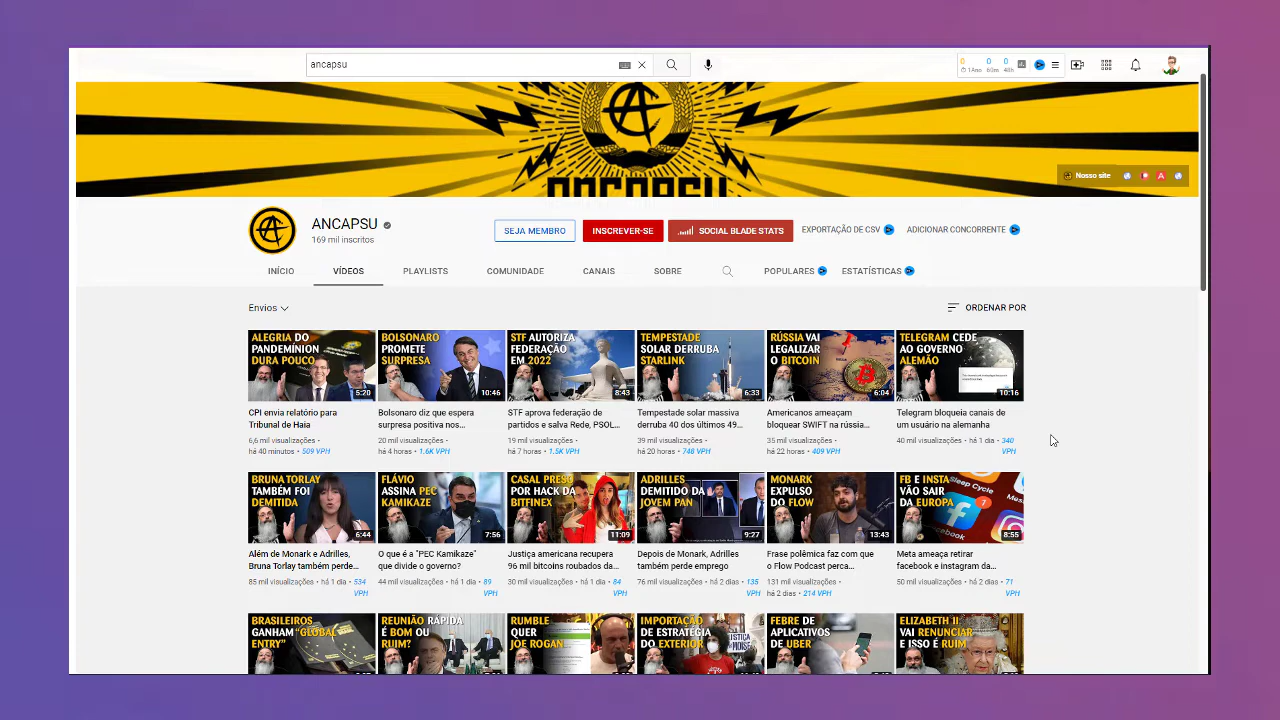 ancapsu
0 0 0
1Ano 60m 48h
ANCAPSU
Nosso site
ANCAPSU
169 mil inscritos
SEJA MEMBRO INSCREVER-SE SOCIAL BLADE STATS EXPORTAÇÃO DE CSV ADICIONAR CONCORRENTE
INÍCIO VÍDEOS PLAYLISTS COMUNIDADE CANAIS SOBRE POPULARES ESTATÍSTICAS
Envios ORDENAR POR
ALEGRIA DO
PANDEMÍNION
DURA POUCO
5:20
CPI envia relatório para
Tribunal de Haia
6,6 mil visualizações •
há 40 minutos • 509 VPH
BOLSONARO
PROMETE
SURPRESA
10:46
Bolsonaro diz que espera
surpresa positiva nos...
20 mil visualizações •
há 4 horas • 1.6K VPH
STF AUTORIZA
FEDERAÇÃO
EM 2022
8:43
STF aprova federação de
partidos e salva Rede, PSOL...
19 mil visualizações •
há 7 horas • 1.5K VPH
TEMPESTADE
SOLAR DERRUBA
STARLINK
6:33
Tempestade solar massiva
derruba 40 dos últimos 49...
39 mil visualizações •
há 20 horas • 748 VPH
RÚSSIA VAI
LEGALIZAR
O BITCOIN
6:04
Americanos ameaçam
bloquear SWIFT na rússia...
35 mil visualizações •
há 22 horas • 409 VPH
TELEGRAM CEDE
AO GOVERNO
ALEMÃO
10:16
Telegram bloqueia canais de
um usuário na alemanha
40 mil visualizações • há 1 dia • 340
VPH
BRUNA TORLAY
TAMBÉM FOI
DEMITIDA
6:44
Além de Monark e Adrilles,
Bruna Torlay também perde...
85 mil visualizações • há 1 dia • 534
VPH
FLÁVIO
ASSINA PEC
KAMIKAZE
7:56
O que é a "PEC Kamikaze"
que divide o governo?
44 mil visualizações • há 1 dia • 89
VPH
CASAL PRESO
POR HACK DA
BITFINEX
11:09
Justiça americana recupera
96 mil bitcoins roubados da...
30 mil visualizações • há 1 dia • 84
VPH
ADRILLES
DEMITIDO DA
JOVEM PAN
9:27
Depois de Monark, Adrilles
também perde emprego
76 mil visualizações • há 2 dias • 135
VPH
MONARK
EXPULSO
DO FLOW
13:43
Frase polêmica faz com que
o Flow Podcast perca...
131 mil visualizações •
há 2 dias • 214 VPH
FB E INSTA
VÃO SAIR
DA EUROPA
Sleep Cycle
Facebook
8:55
Meta ameaça retirar
facebook e instagram da...
50 mil visualizações • há 2 dias • 71
VPH
BRASILEIROS
GANHAM "GLOBAL
ENTRY"
REUNIÃO RÁPIDA
É BOM OU
RUIM?
RUMBLE
QUER
JOE ROGAN
IMPORTAÇÃO
DE ESTRATÉGIA
DO EXTERIOR
FEBRE DE
APLICATIVOS
DE UBER
ELIZABETH II
VAI RENUNCIAR
E ISSO É RUIM